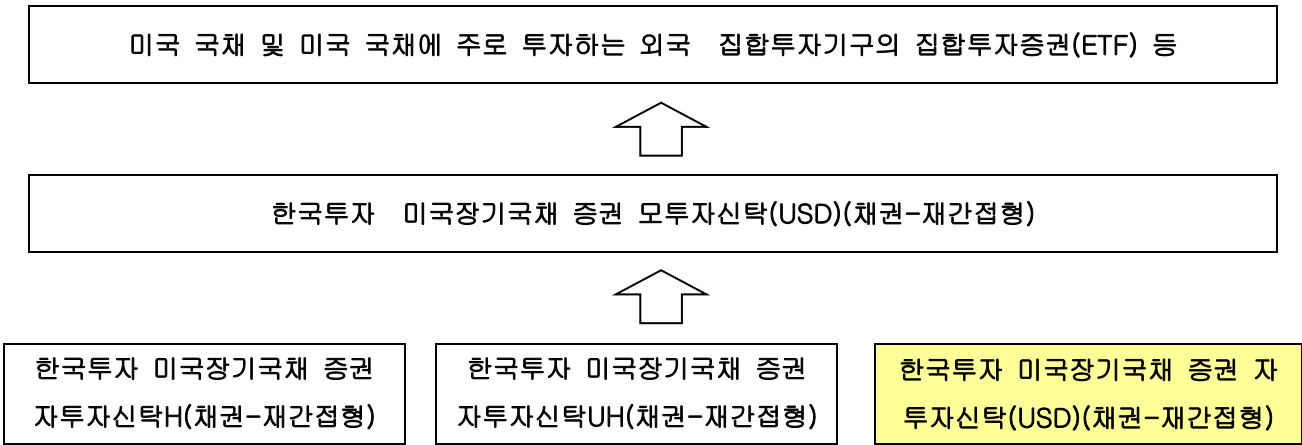 미국 국채 및 미국 국채에 주로 투자하는 외국 집합투자기구의 집합투자증권(ETF) 등
한국투자 미국장기국채 증권 모투자신탁(USD)(채권-재간접형)
한국투자 미국장기국채 증권
자투자신탁H(채권-재간접형)
한국투자 미국장기국채 증권
자투자신탁UH(채권-재간접형)
한국투자 미국장기국채 증권 자
투자신탁(USD)(채권-재간접형)